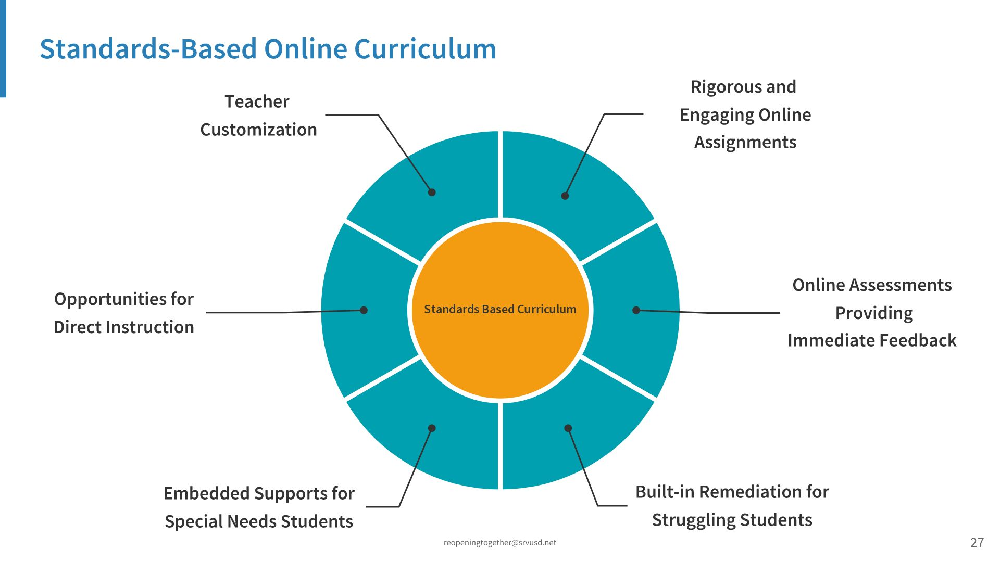 Standards-Based Online Curriculum
Teacher
Customization
Rigorous and
Engaging Online
Assignments
Opportunities for
Direct Instruction
Standards Based Curriculum
Online Assessments
Providing
Immediate Feedback
Embedded Supports for
Special Needs Students
Built-in Remediation for
Struggling Students
reopeningtogether@srvusd.net
27